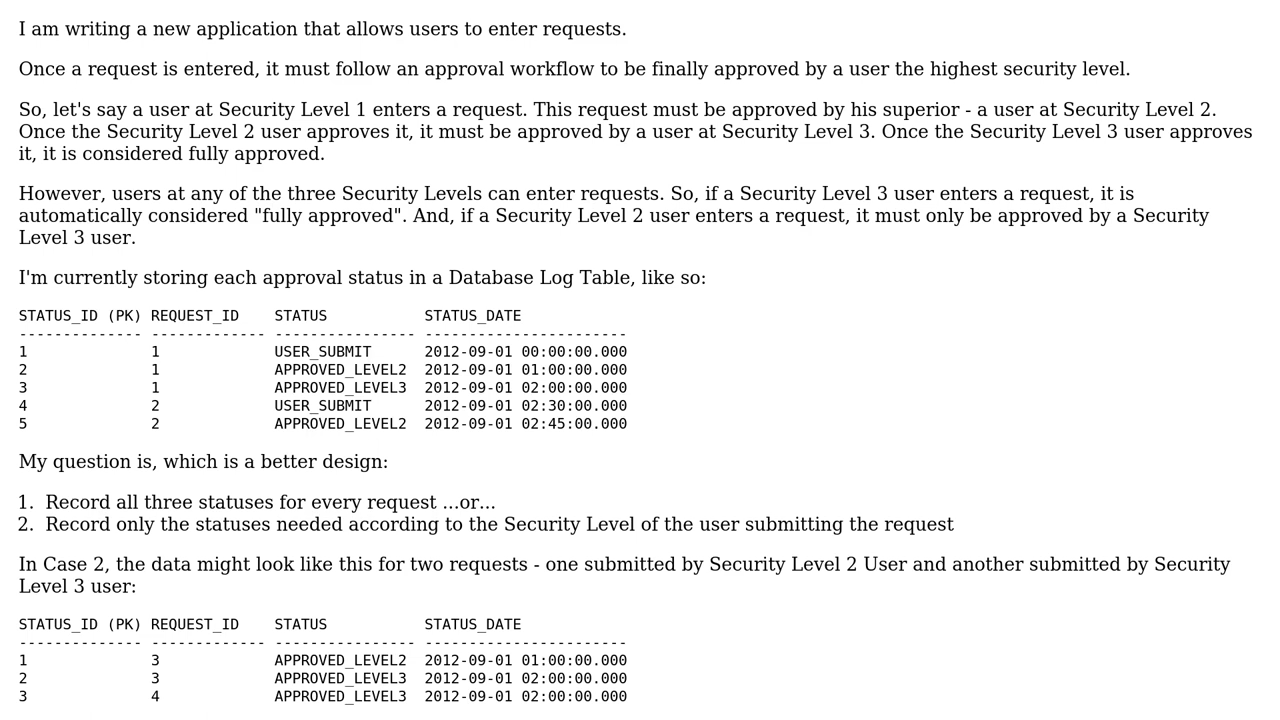 I am writing a new application that allows users to enter requests.
Once a request is entered, it must follow an approval workflow to be finally approved by a user the highest security level.
So, let's say a user at Security Level 1 enters a request. This request must be approved by his superior - a user at Security Level 2.
Once the Security Level 2 user approves it, it must be approved by a user at Security Level 3. Once the Security Level 3 user approves
it, it is considered fully approved.
However, users at any of the three Security Levels can enter requests. So, if a Security Level 3 user enters a request, it is
automatically considered "fully approved". And, if a Security Level 2 user enters a request, it must only be approved by a Security
Level 3 user.
I'm currently storing each approval status in a Database Log Table, like so:
STATUS_ID (PK) REQUEST_ID    STATUS           STATUS_DATE
-------------- ------------- ---------------- -----------------------
1              1             USER_SUBMIT      2012-09-01 00:00:00.000
2              1             APPROVED_LEVEL2  2012-09-01 01:00:00.000
3              1             APPROVED_LEVEL3  2012-09-01 02:00:00.000
4              2             USER_SUBMIT      2012-09-01 02:30:00.000
5              2             APPROVED_LEVEL2  2012-09-01 02:45:00.000
My question is, which is a better design:
1. Record all three statuses for every request ...or...
2. Record only the statuses needed according to the Security Level of the user submitting the request
In Case 2, the data might look like this for two requests - one submitted by Security Level 2 User and another submitted by Security
Level 3 user:
STATUS_ID (PK) REQUEST_ID    STATUS           STATUS_DATE
-------------- ------------- ---------------- -----------------------
1              3             APPROVED_LEVEL2  2012-09-01 01:00:00.000
2              3             APPROVED_LEVEL3  2012-09-01 02:00:00.000
3              4             APPROVED_LEVEL3  2012-09-01 02:00:00.000